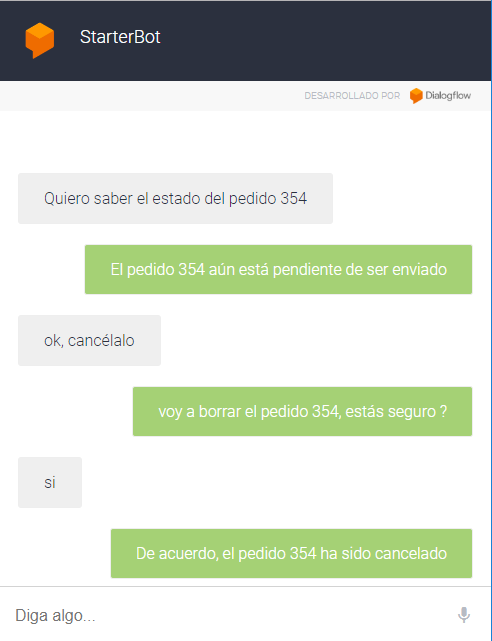 StarterBot
DESARROLLADO POR Dialogflow
Quiero saber el estado del pedido 354
El pedido 354 aún está pendiente de ser enviado
ok, cancélalo
voy a borrar el pedido 354, estás seguro ?
si
De acuerdo, el pedido 354 ha sido cancelado
Diga algo...